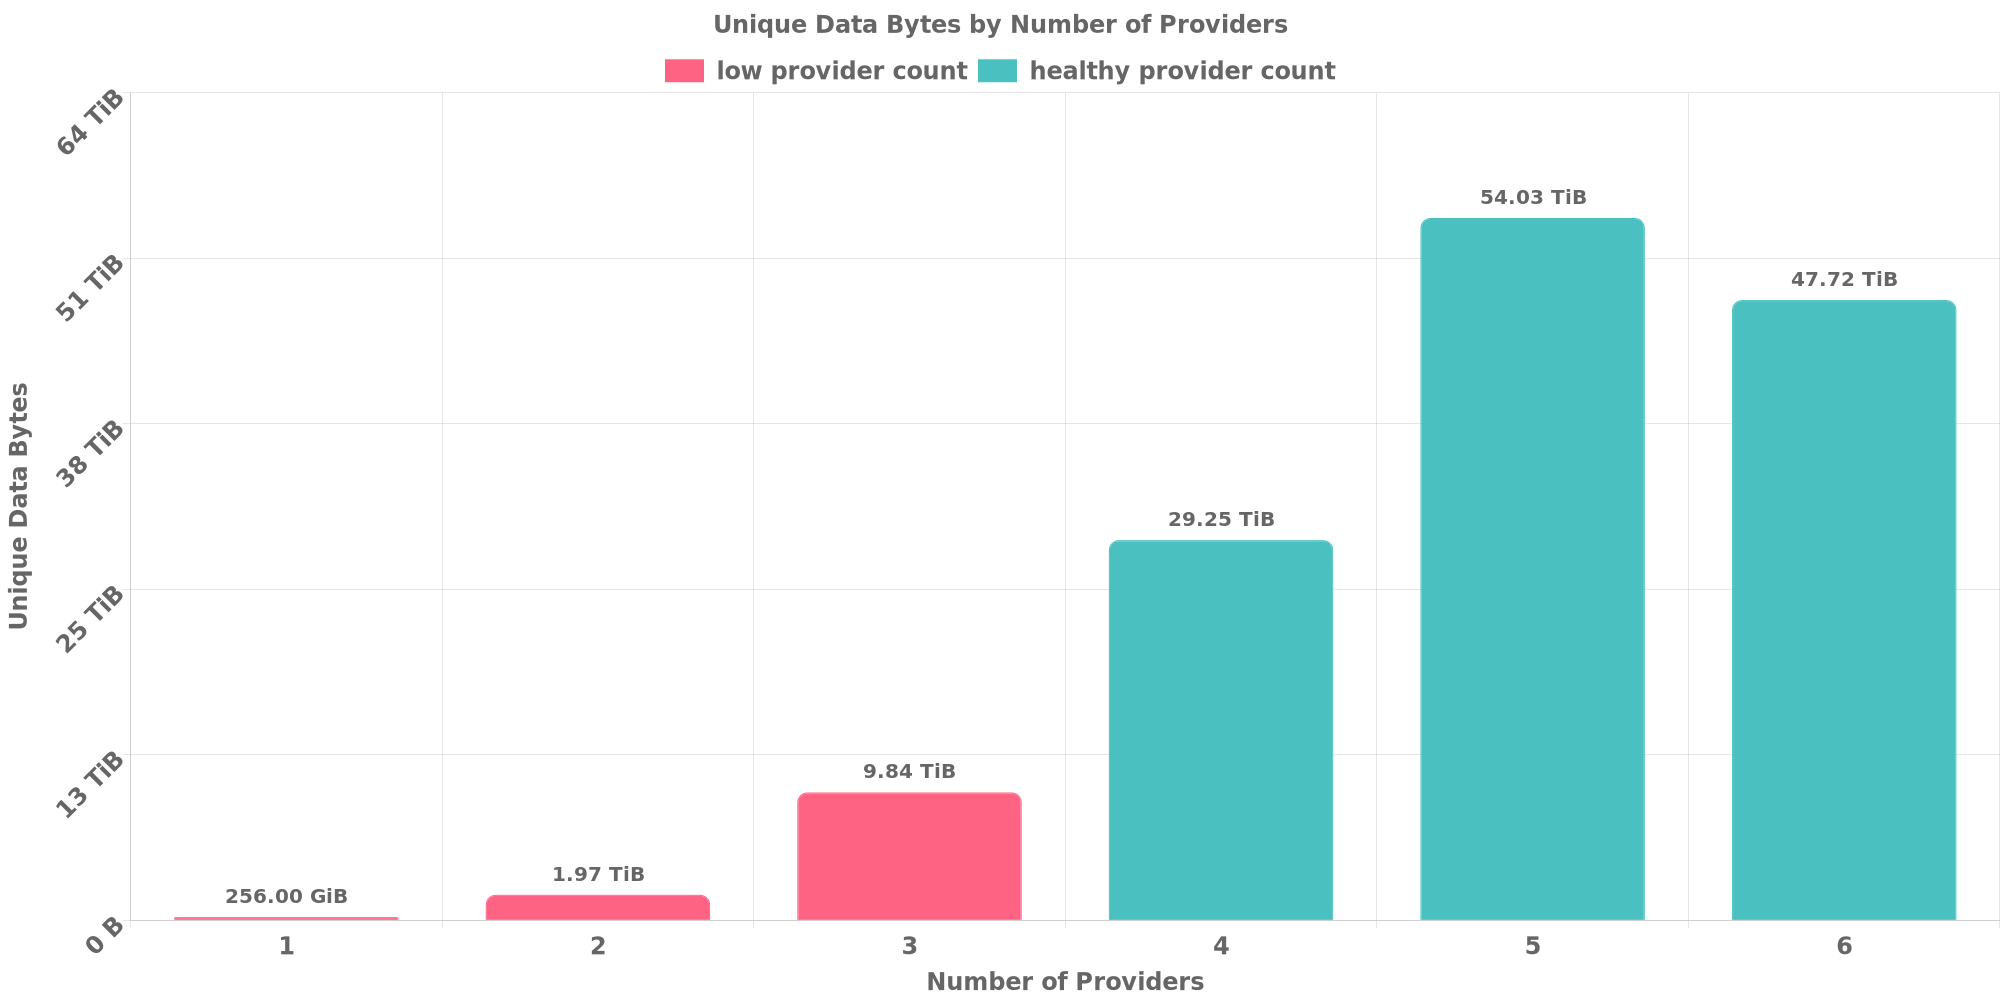 Unique Data Bytes by Number of Providers
low provider count
healthy provider count
64 TiB
51 TiB
38 TiB
25 TiB
13 TiB
0 B
Unique Data Bytes
256.00 GiB
1.97 TiB
9.84 TiB
29.25 TiB
54.03 TiB
47.72 TiB
1
2
3
4
5
6
Number of Providers